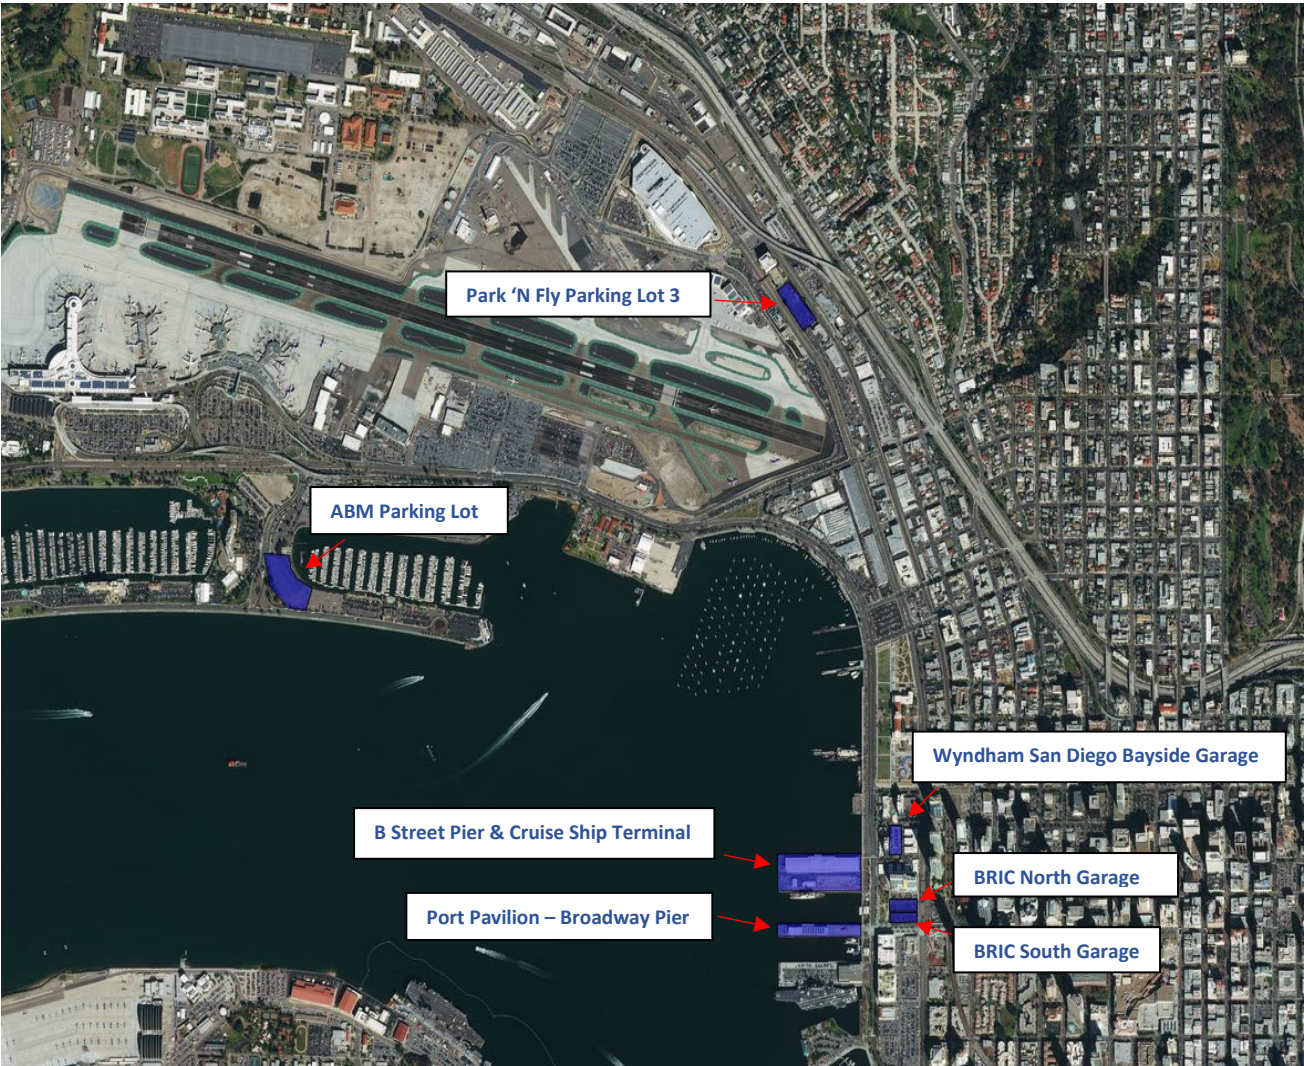 Park ‘N Fly Parking Lot 3
ABM Parking Lot
Wyndham San Diego Bayside Garage
B Street Pier & Cruise Ship Terminal
BRIC North Garage
Port Pavilion – Broadway Pier
BRIC South Garage